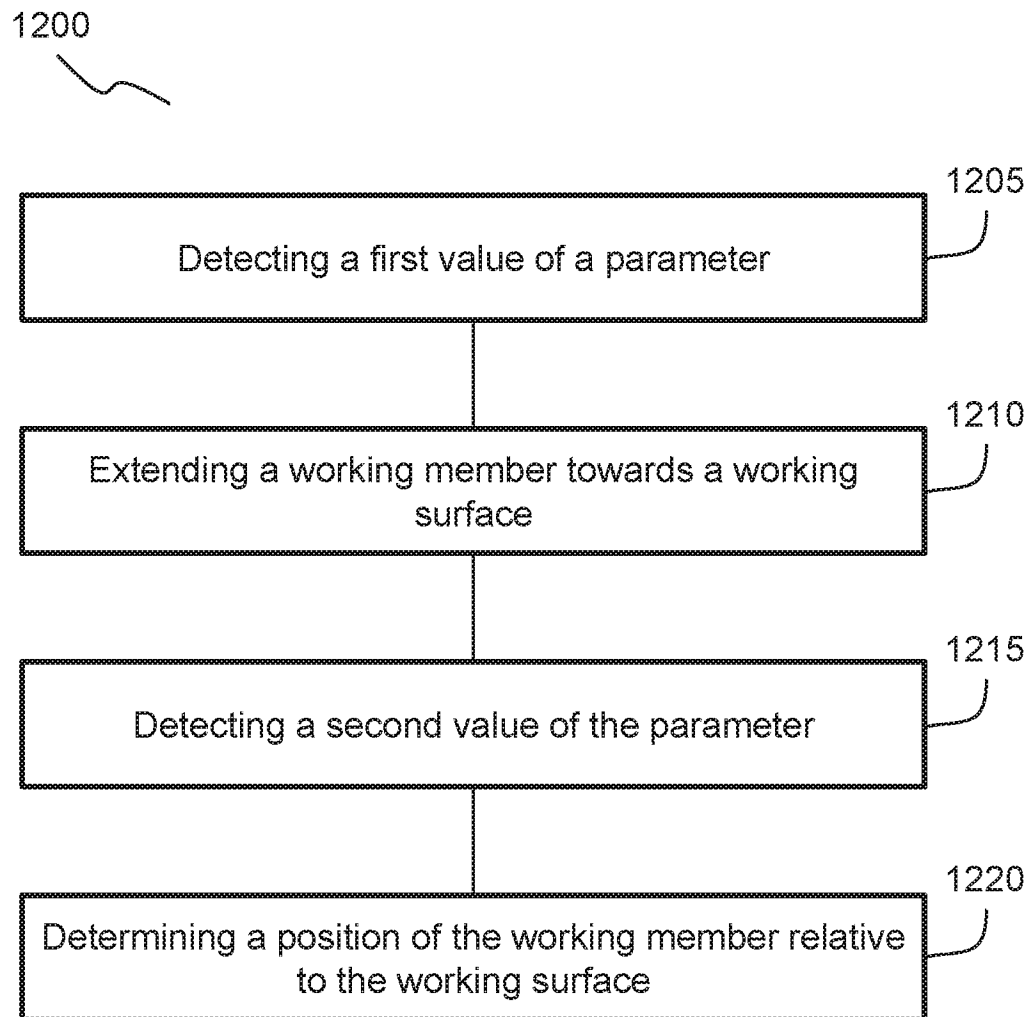 1200
1205
Detecting a first value of a parameter
1210
Extending a working member towards a working
surface
1215
Detecting a second value of the parameter
1220
Determining a position of the working member relative
to the working surface